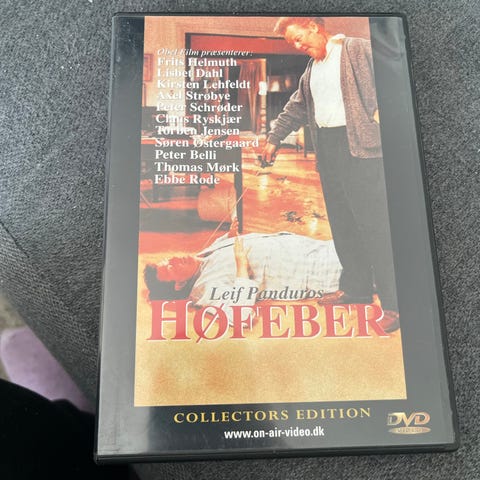 Obel Film præsenterer:
Frits Helmuth
Lisbet Dahl
Kirsten Lehfeldt
Axel Strøbye
Peter Schrøder
Claus Ryskjær
Torben Jensen
Søren Østergaard
Peter Belli
Thomas Mørk
Ebbe Rode
Leif Panduros
HØFEBER
COLLECTORS EDITION
www.on-air-video.dk
DVD